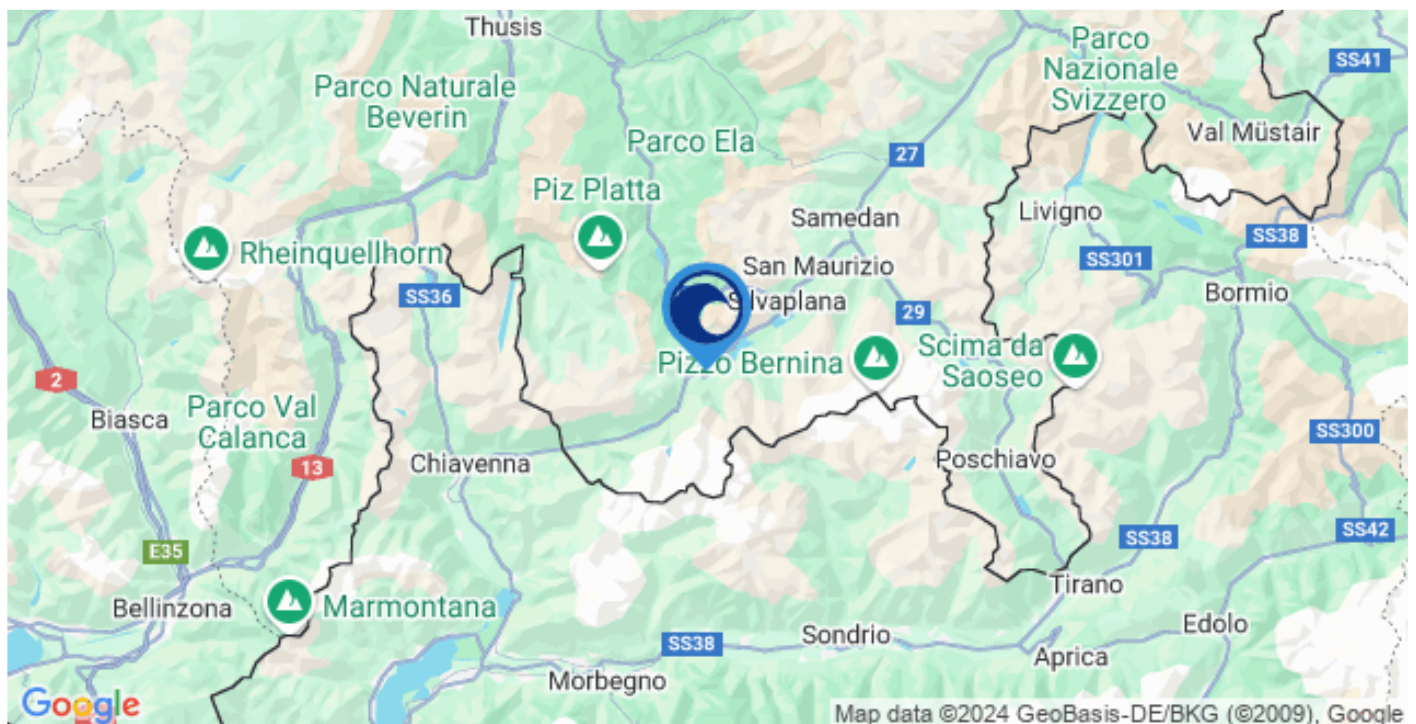 Thusis
Parco
Nazionale
Svizzero
SS41
Parco Naturale
Beverin
Val Müstair
Parco Ela
27
Piz Platta
Samedan
Livigno
SS38
Rheinquellhorn
San Maurizio
SS301
SS36
Silvaplana
Bormio
29
Pizzo Bernina
Scima da
Saoseo
2
Biasca
Parco Val
Calanca
SS300
13
Chiavenna
Poschiavo
E35
SS38
SS42
Tirano
Bellinzona
Marmontana
SS38
Sondrio
Edolo
Aprica
Morbegno
Google
Map data ©2024 GeoBasis-DE/BKG (©2009), Google